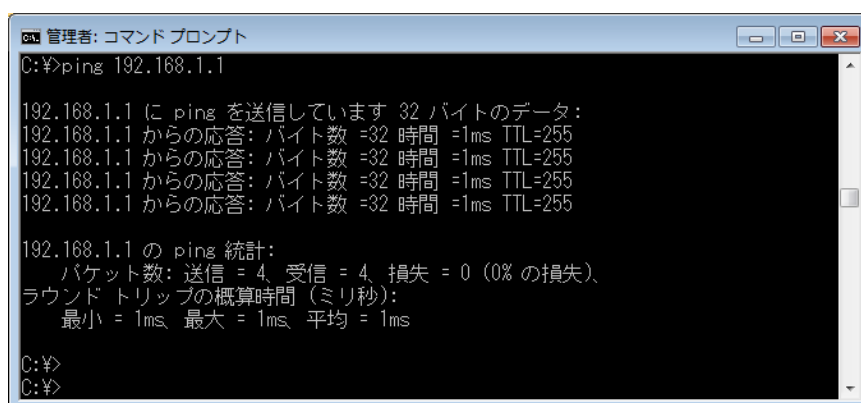 管理者: コマンド プロンプト
C:¥>ping 192.168.1.1
192.168.1.1 に ping を送信しています 32 バイトのデータ:
192.168.1.1 からの応答: バイト数 =32 時間 =1ms TTL=255
192.168.1.1 からの応答: バイト数 =32 時間 =1ms TTL=255
192.168.1.1 からの応答: バイト数 =32 時間 =1ms TTL=255
192.168.1.1 からの応答: バイト数 =32 時間 =1ms TTL=255
192.168.1.1 の ping 統計:
パケット数: 送信 = 4、受信 = 4、損失 = 0 (0% の損失)、
ラウンド トリップの概算時間 (ミリ秒):
最小 = 1ms、最大 = 1ms、平均 = 1ms
C:¥>
C:¥>